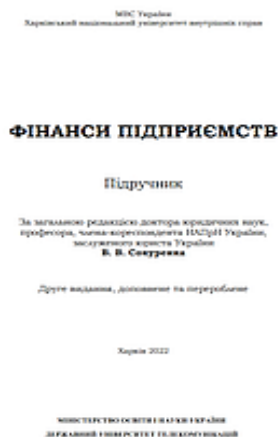 МВС України
Харківський національний університет внутрішніх справ
ФІНАНСИ ПІДПРИЄМСТВ
Підручник
За загальною редакцією доктора юридичних наук,
професора, члена-кореспондента НАПрН України,
заслуженого юриста України
В. В. Сокуренка
Друге видання, доповнене та перероблене
Харків 2022
МІНІСТЕРСТВО ОСВІТИ І НАУКИ УКРАЇНИ
ДЕРЖАВНИЙ УНІВЕРСИТЕТ ТЕЛЕКОМУНІКАЦІЙ